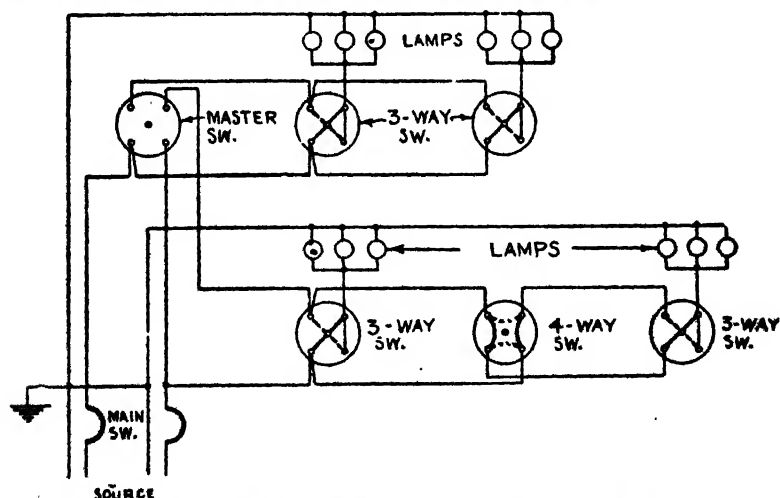 LAMPS
MASTER
SW.
3-WAY
SW.
LAMPS
3-WAY
SW.
4-WAY
SW.
3-WAY
SW.
MAIN
SW.
SOURCE